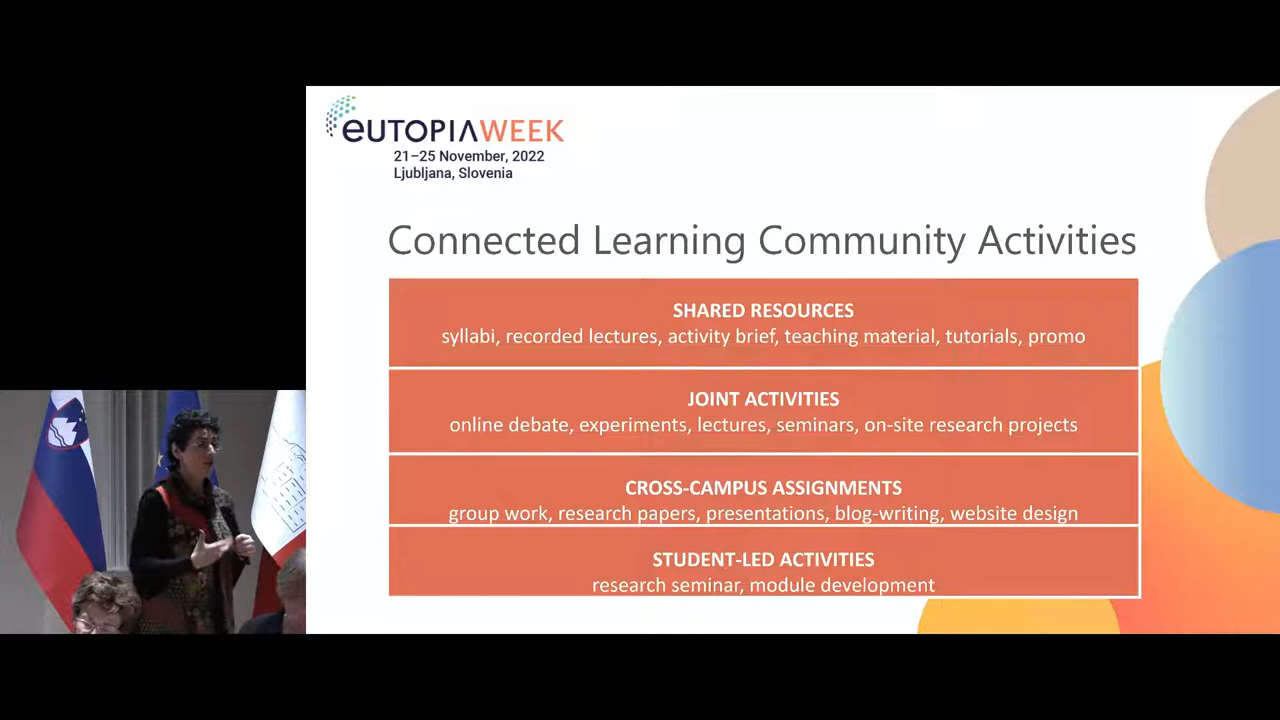 eUTOPIAWEEK
21–25 November, 2022
Ljubljana, Slovenia
Connected Learning Community Activities
SHARED RESOURCES
syllabi, recorded lectures, activity brief, teaching material, tutorials, promo
JOINT ACTIVITIES
online debate, experiments, lectures, seminars, on-site research projects
CROSS-CAMPUS ASSIGNMENTS
group work, research papers, presentations, blog-writing, website design
STUDENT-LED ACTIVITIES
research seminar, module development